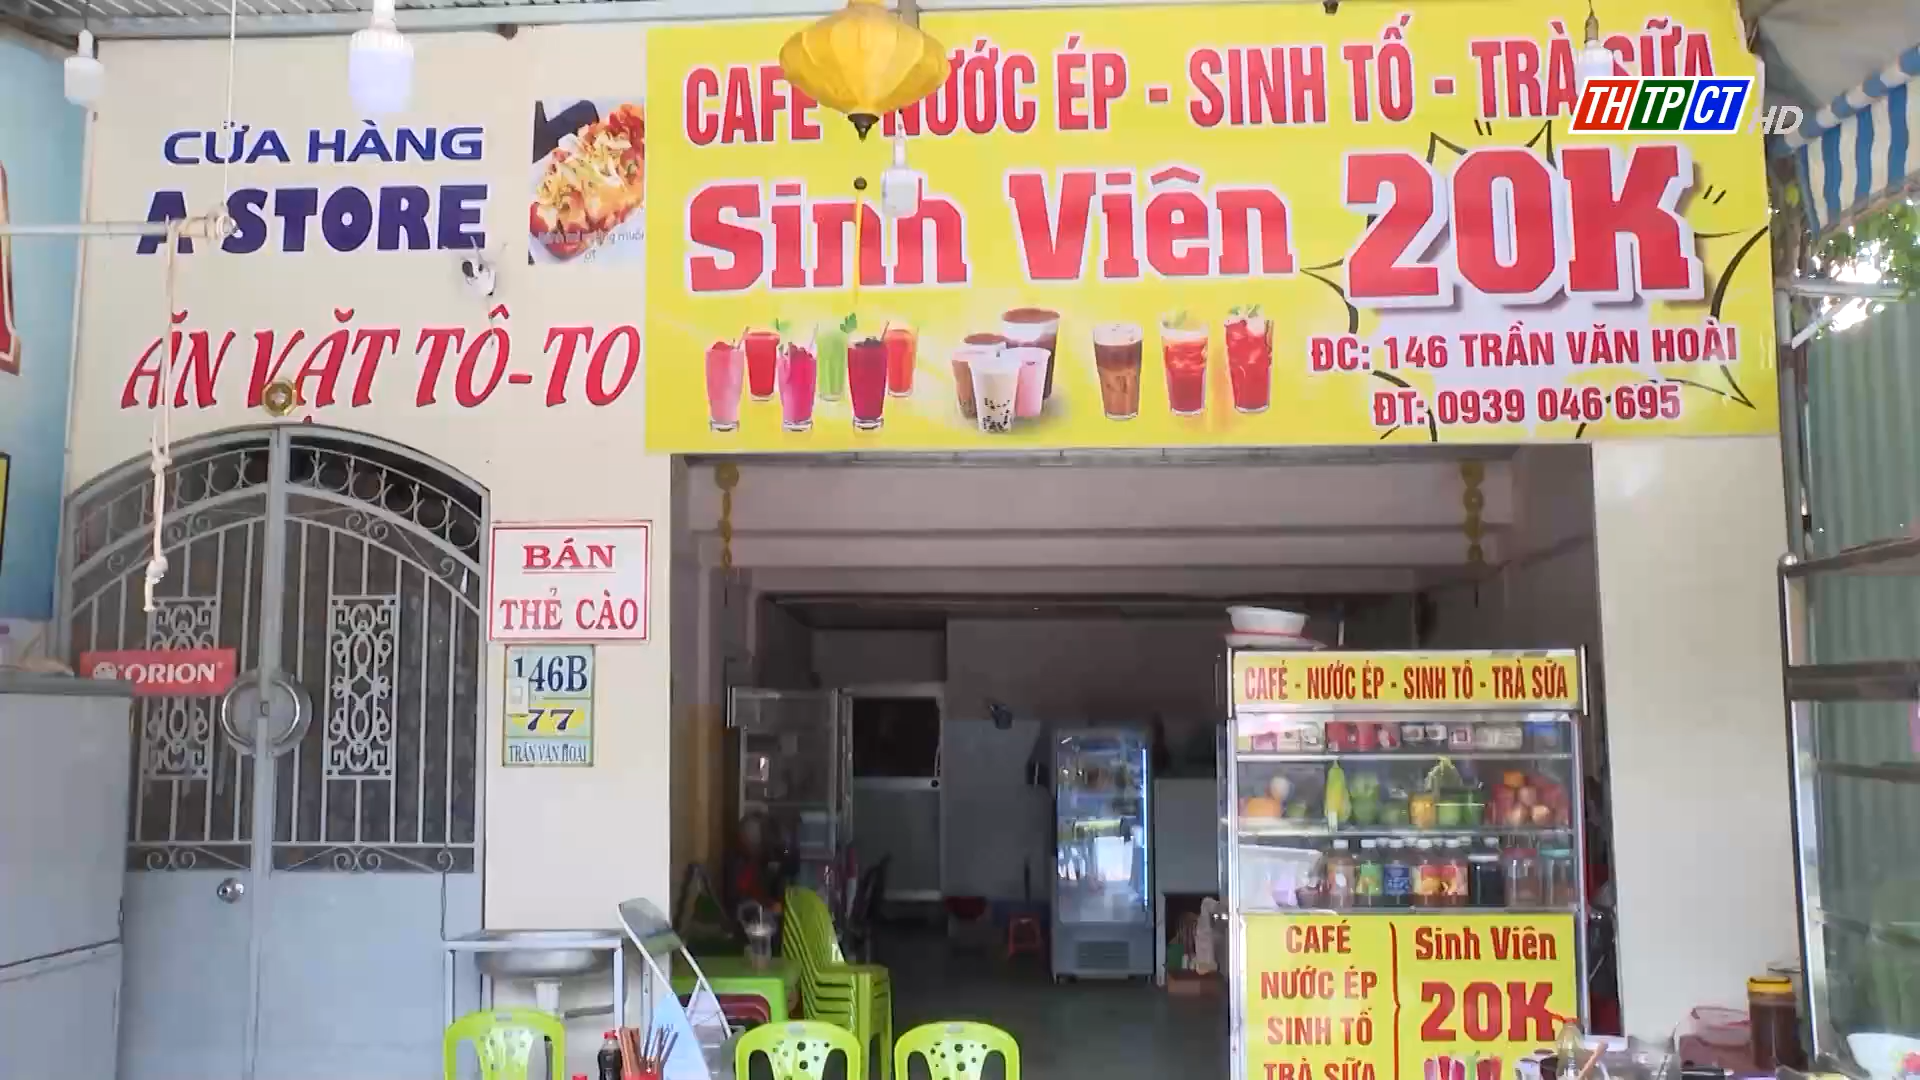 CỬA HÀNG
A STORE
ĂN VẶT TÔ-TO
CAFÉ - NƯỚC ÉP - SINH TỐ - TRÀ SỮA
Sinh Viên 20K
ĐC: 146 TRẦN VĂN HOÀI
ĐT: 0939 046 695
THTPCT HD
BÁN
THẺ CÀO
146B
77
TRẦN VĂN HOÀI
ORION
CAFÉ - NƯỚC ÉP - SINH TỐ - TRÀ SỮA
CAFÉ
NƯỚC ÉP
SINH TỐ
TRÀ SỮA
Sinh Viên
20K